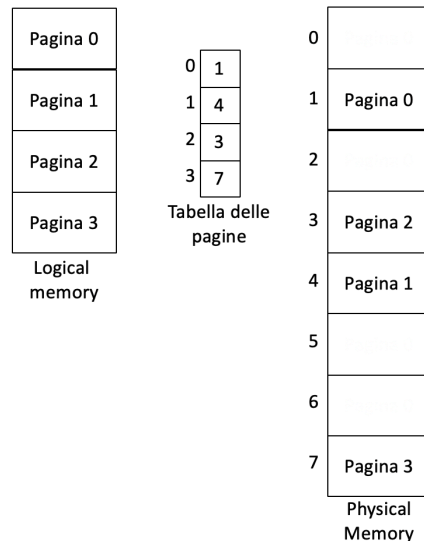 Pagina 0
Pagina 1
Pagina 2
Pagina 3
Logical
memory
0 1
1 4
2 3
3 7
Tabella delle
pagine
0
1 Pagina 0
2
3 Pagina 2
4 Pagina 1
5
6
7 Pagina 3
Physical
Memory